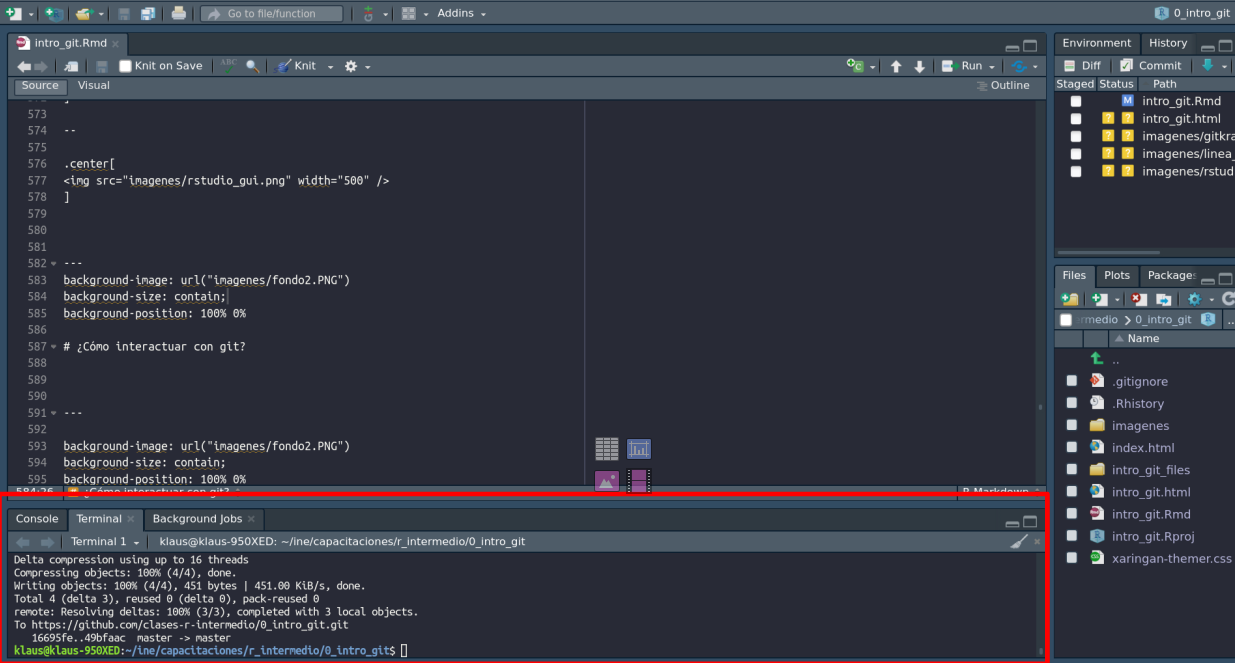 Go to file/function
Addins
0_intro_git
intro_git.Rmd
Knit on Save
ABC
Knit
Run
Source
Visual
Outline
572 ]
573
574 --
575
576 .center[
577 <img src="imagenes/rstudio_gui.png" width="500" />
578 ]
579
580
581
582 ---
583 background-image: url("imagenes/fondo2.PNG")
584 background-size: contain;
585 background-position: 100% 0%
586
587 # ¿Cómo interactuar con git?
588
589
590
591 ---
592
593 background-image: url("imagenes/fondo2.PNG")
594 background-size: contain;
595 background-position: 100% 0%
584:26 ¿Cómo interactuar con git? R Markdown
Console
Terminal
Background Jobs
Terminal 1
klaus@klaus-950XED: ~/ine/capacitaciones/r_intermedio/0_intro_git
Delta compression using up to 16 threads
Compressing objects: 100% (4/4), done.
Writing objects: 100% (4/4), 451 bytes | 451.00 KiB/s, done.
Total 4 (delta 3), reused 0 (delta 0), pack-reused 0
remote: Resolving deltas: 100% (3/3), completed with 3 local objects.
To https://github.com/clases-r-intermedio/0_intro_git.git
16695fe..49bfaac master -> master
klaus@klaus-950XED:~/ine/capacitaciones/r_intermedio/0_intro_git$
Environment
History
Diff
Commit
Staged Status Path
M intro_git.Rmd
? ? intro_git.html
? ? imagenes/gitkra
? ? imagenes/linea_
? ? imagenes/rstud
Files
Plots
Package
rmedio
0_intro_git
...
Name
..
.gitignore
.Rhistory
imagenes
index.html
intro_git_files
intro_git.html
intro_git.Rmd
intro_git.Rproj
xaringan-themer.css